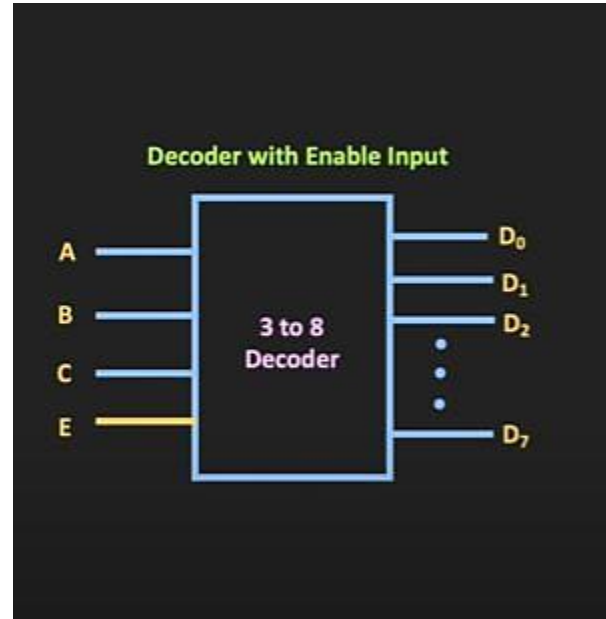 Decoder with Enable Input
A
B
C
E
3 to 8
Decoder
D₀
D₁
D₂
D₇